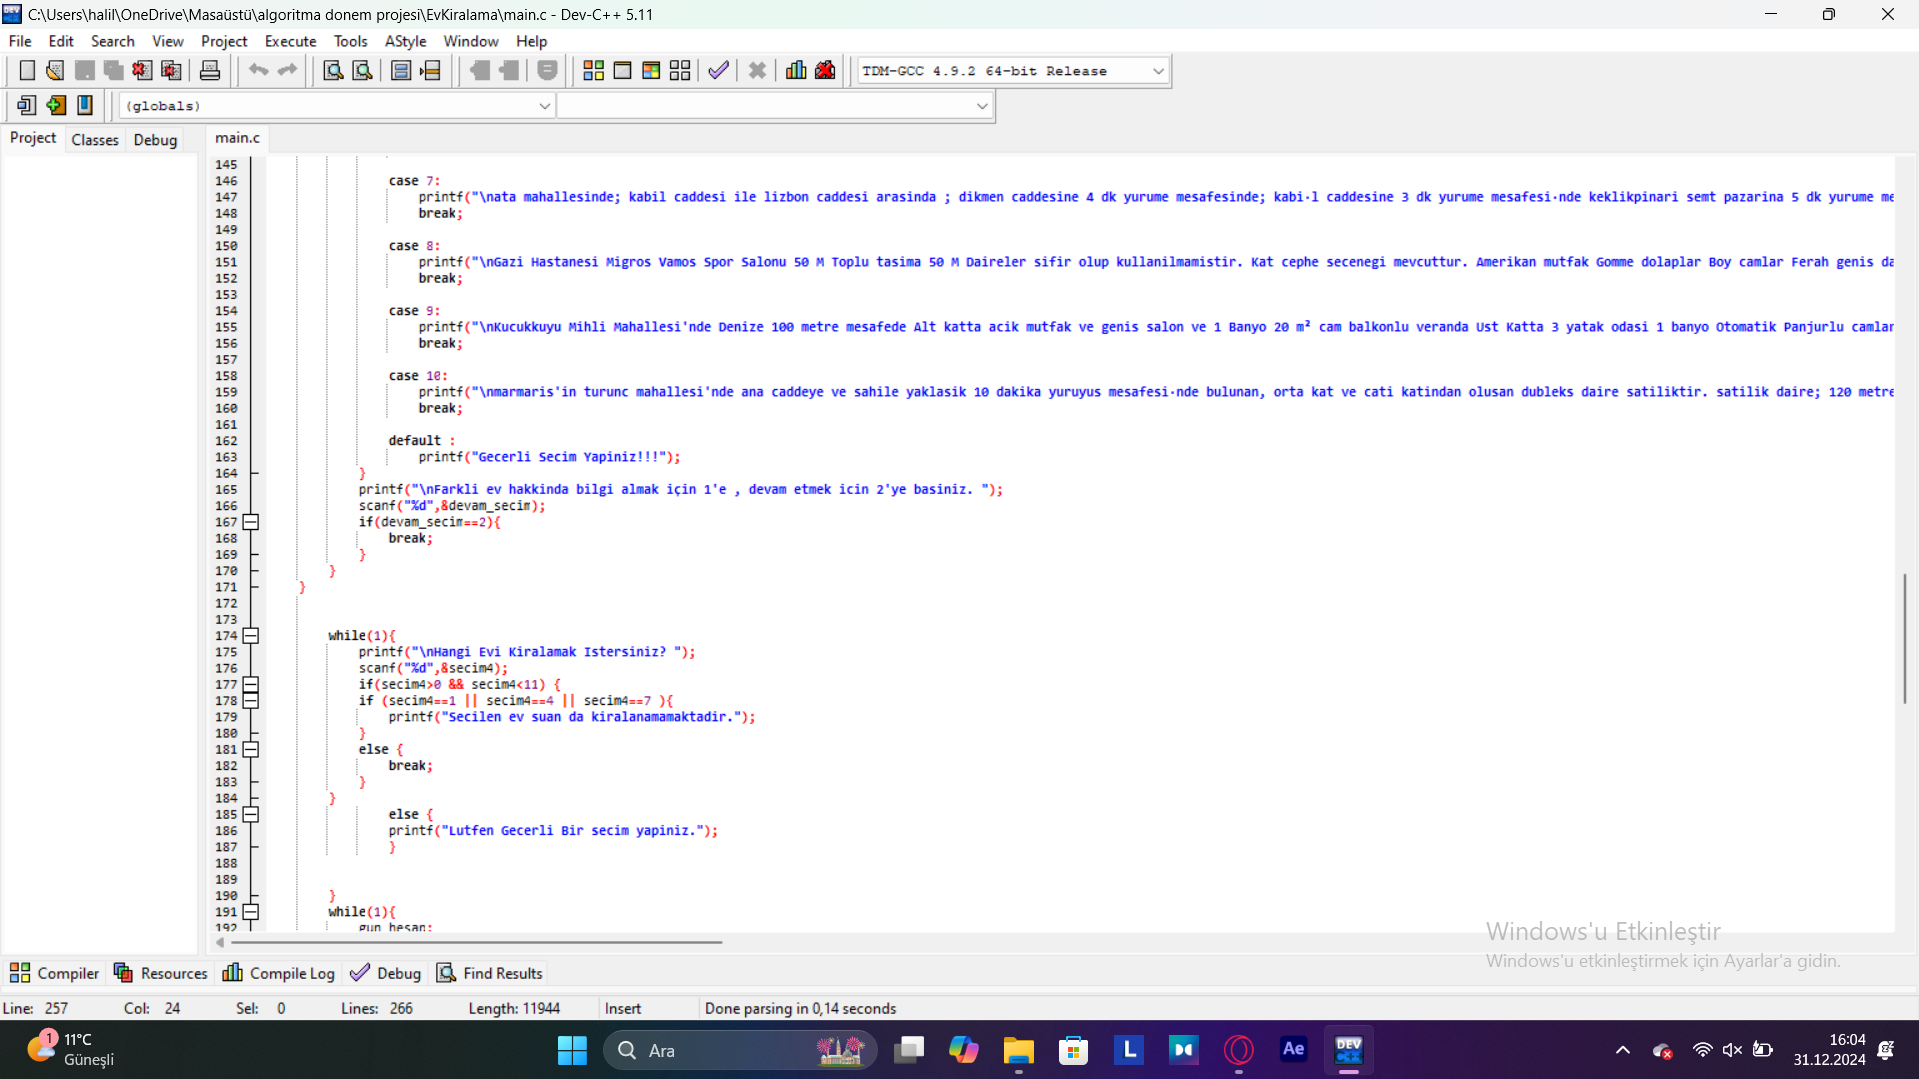 C:\Users\halil\OneDrive\Masaüstü\algoritma donem projesi\EvKiralama\main.c - Dev-C++ 5.11
File Edit Search View Project Execute Tools AStyle Window Help
TDM-GCC 4.9.2 64-bit Release
(globals)
Project Classes Debug main.c
145
146 case 7:
147 printf("\nata mahallesinde; kabil caddesi ile lizbon caddesi arasinda ; dikmen caddesine 4 dk yurume mesafesinde; kabi·l caddesine 3 dk yurume mesafesi·nde keklikpinari semt pazarina 5 dk yurume me
148 break;
149
150 case 8:
151 printf("\nGazi Hastanesi Migros Vamos Spor Salonu 50 M Toplu tasima 50 M Daireler sifir olup kullanilmamistir. Kat cephe secenegi mevcuttur. Amerikan mutfak Gomme dolaplar Boy camlar Ferah genis da
152 break;
153
154 case 9:
155 printf("\nKucukkuyu Mihli Mahallesi'nde Denize 100 metre mesafede Alt katta acik mutfak ve genis salon ve 1 Banyo 20 m² cam balkonlu veranda Ust Katta 3 yatak odasi 1 banyo Otomatik Panjurlu camlar
156 break;
157
158 case 10:
159 printf("\nmarmaris'in turunc mahallesi'nde ana caddeye ve sahile yaklasik 10 dakika yuruyus mesafesi·nde bulunan, orta kat ve cati katindan olusan dubleks daire satiliktir. satilik daire; 120 metre
160 break;
161
162 default :
163 printf("Gecerli Secim Yapiniz!!!");
164 }
165 printf("\nFarkli ev hakkinda bilgi almak için 1'e , devam etmek icin 2'ye basiniz. ");
166 scanf("%d",&devam_secim);
167 if(devam_secim==2){
168 break;
169 }
170 }
171 }
172
173
174 while(1){
175 printf("\nHangi Evi Kiralamak Istersiniz? ");
176 scanf("%d",&secim4);
177 if(secim4>0 && secim4<11) {
178 if (secim4==1 || secim4==4 || secim4==7 ){
179 printf("Secilen ev suan da kiralanamamaktadir.");
180 }
181 else {
182 break;
183 }
184 }
185 else {
186 printf("Lutfen Gecerli Bir secim yapiniz.");
187 }
188
189
190 }
191 while(1){
192 gun_hesap:
Windows'u Etkinleştir
Windows'u etkinleştirmek için Ayarlar'a gidin.
Compiler Resources Compile Log Debug Find Results
Line: 257 Col: 24 Sel: 0 Lines: 266 Length: 11944 Insert Done parsing in 0,14 seconds
1 11°C
Güneşli
Ara
L
Ae
DEV C++
16:04
31.12.2024